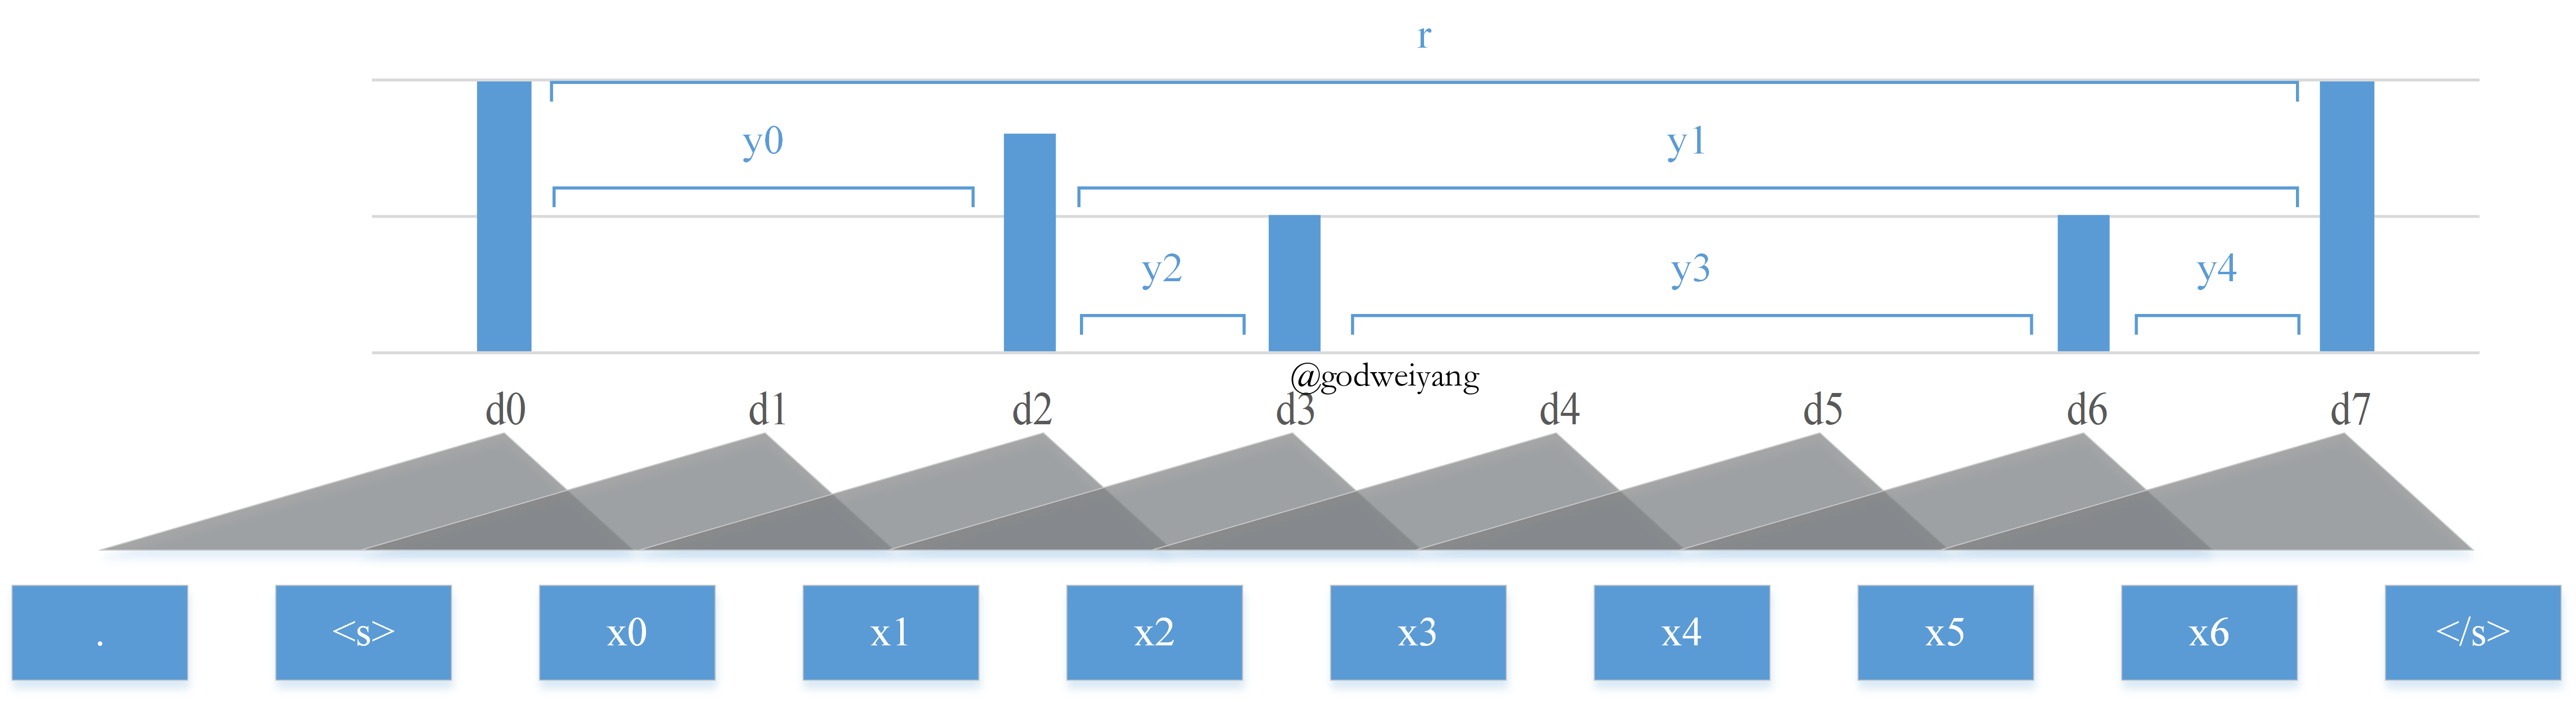 r
y0 y1
y2 y3 y4
@godweiyang
d0 d1 d2 d3 d4 d5 d6 d7
. <s> x0 x1 x2 x3 x4 x5 x6 </s>